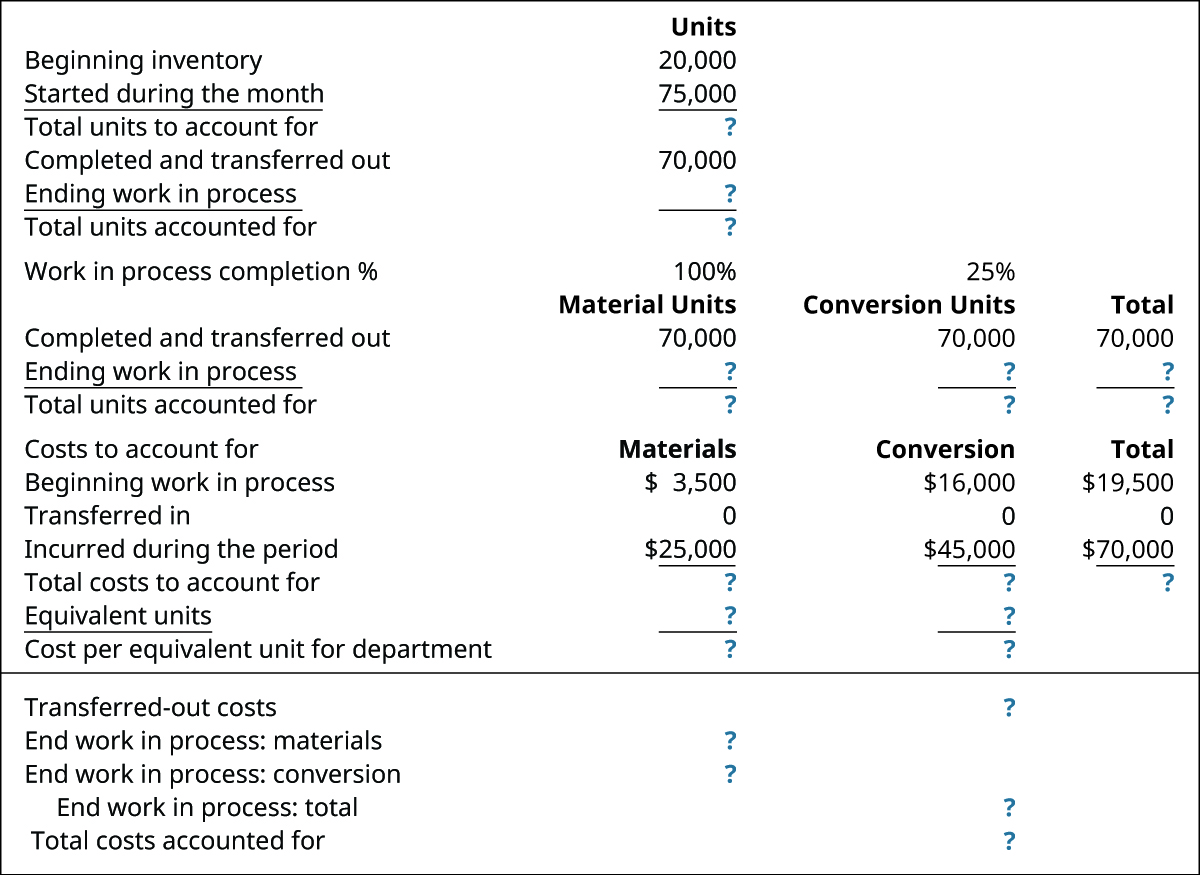 Units
Beginning inventory 20,000
Started during the month 75,000
Total units to account for ?
Completed and transferred out 70,000
Ending work in process ?
Total units accounted for ?
Work in process completion % 100% 25%
Material Units Conversion Units Total
Completed and transferred out 70,000 70,000 70,000
Ending work in process ? ? ?
Total units accounted for ? ? ?
Costs to account for Materials Conversion Total
Beginning work in process $ 3,500 $16,000 $19,500
Transferred in 0 0 0
Incurred during the period $25,000 $45,000 $70,000
Total costs to account for ? ? ?
Equivalent units ? ?
Cost per equivalent unit for department ? ?
Transferred-out costs ?
End work in process: materials ?
End work in process: conversion ?
End work in process: total ?
Total costs accounted for ?